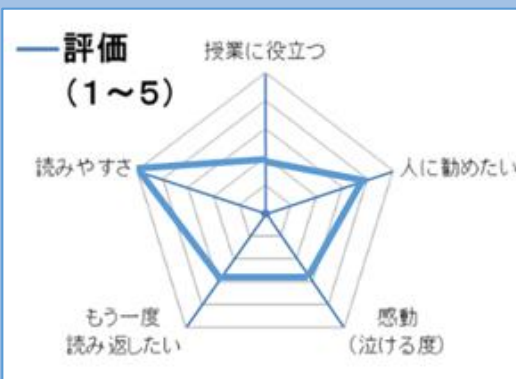 評価
（１～５）
授業に役立つ
人に勧めたい
感動
（泣ける度）
もう一度
読み返したい
読みやすさ